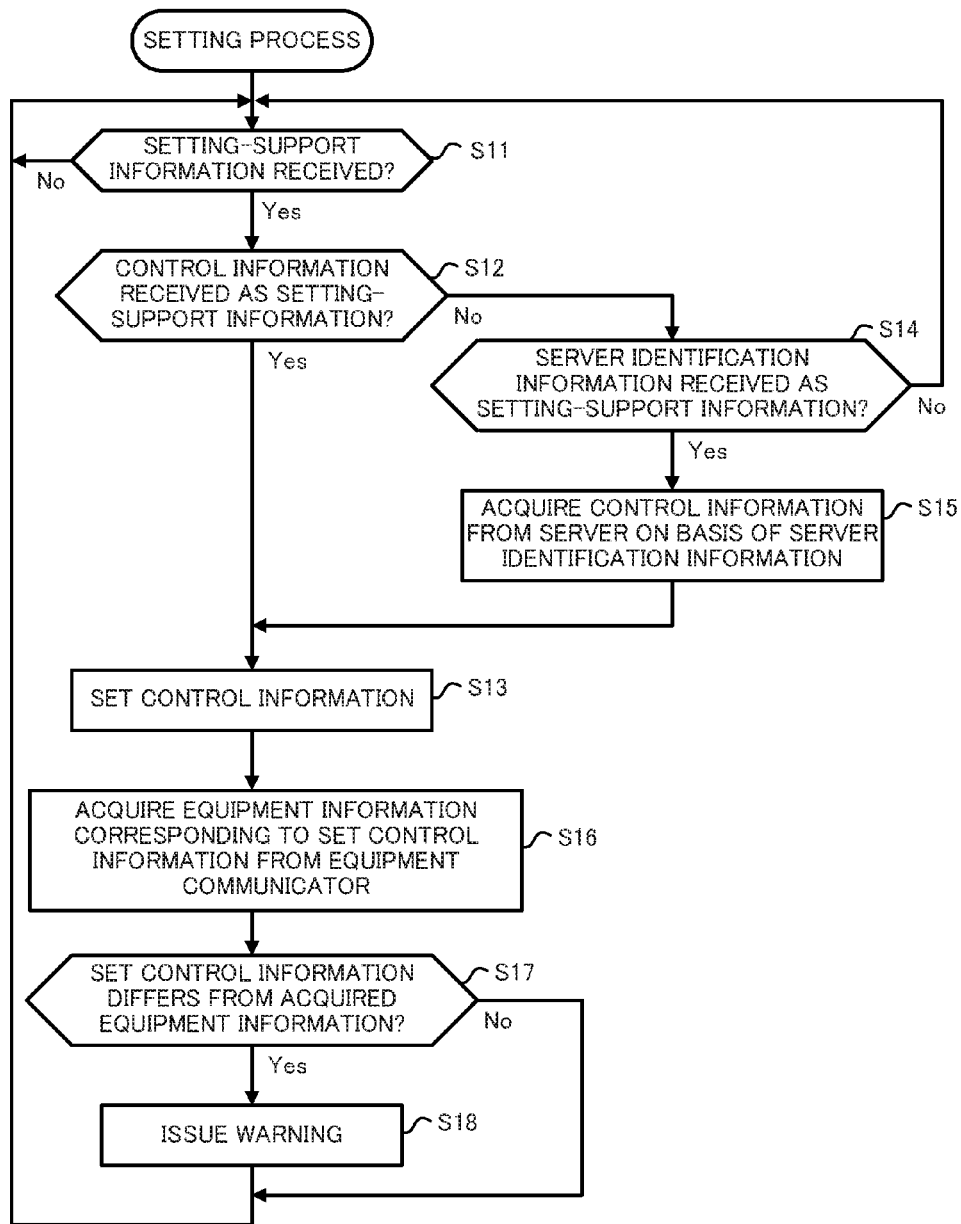 SETTING PROCESS
SETTING-SUPPORT
INFORMATION RECEIVED?
S11
No
Yes
CONTROL INFORMATION
RECEIVED AS SETTING-
SUPPORT INFORMATION?
S12
No
Yes
S14
SERVER IDENTIFICATION
INFORMATION RECEIVED AS
SETTING-SUPPORT INFORMATION?
No
Yes
ACQUIRE CONTROL INFORMATION
FROM SERVER ON BASIS OF SERVER
IDENTIFICATION INFORMATION
S15
SET CONTROL INFORMATION
S13
ACQUIRE EQUIPMENT INFORMATION
CORRESPONDING TO SET CONTROL
INFORMATION FROM EQUIPMENT
COMMUNICATOR
S16
SET CONTROL INFORMATION
DIFFERS FROM ACQUIRED
EQUIPMENT INFORMATION?
S17
No
Yes
ISSUE WARNING
S18